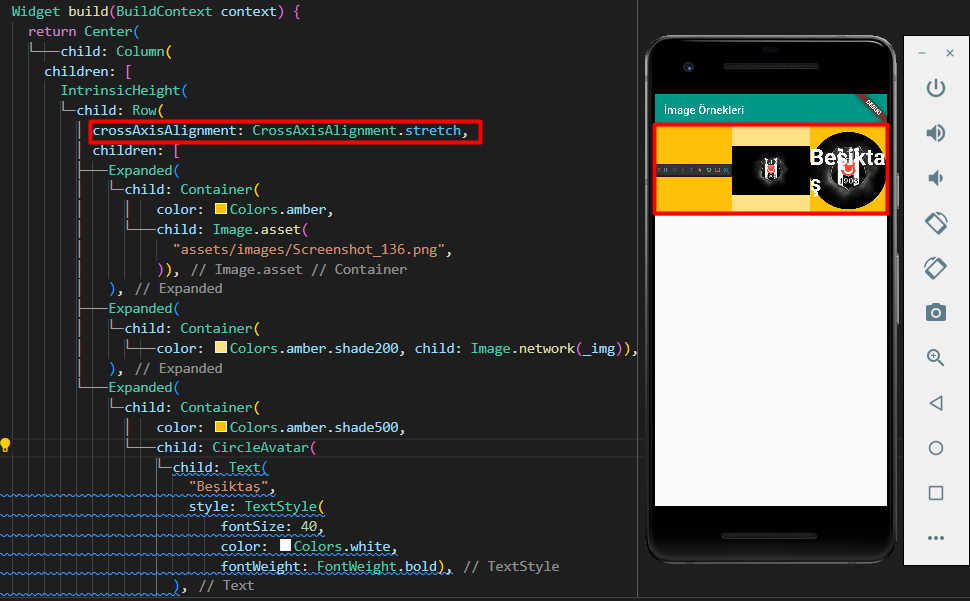 Widget build(BuildContext context) {
return Center(
child: Column(
children: [
IntrinsicHeight(
child: Row(
crossAxisAlignment: CrossAxisAlignment.stretch,
children: [
Expanded(
child: Container(
color: Colors.amber,
child: Image.asset(
"assets/images/Screenshot_136.png",
)), // Image.asset // Container
), // Expanded
Expanded(
child: Container(
color: Colors.amber.shade200, child: Image.network(_img)),
), // Expanded
Expanded(
child: Container(
color: Colors.amber.shade500,
child: CircleAvatar(
child: Text(
"Beşiktaş",
style: TextStyle(
fontSize: 40,
color: Colors.white,
fontWeight: FontWeight.bold), // TextStyle
), // Text
İmage Örnekleri
DEBUG
Beşikta
ş
1903